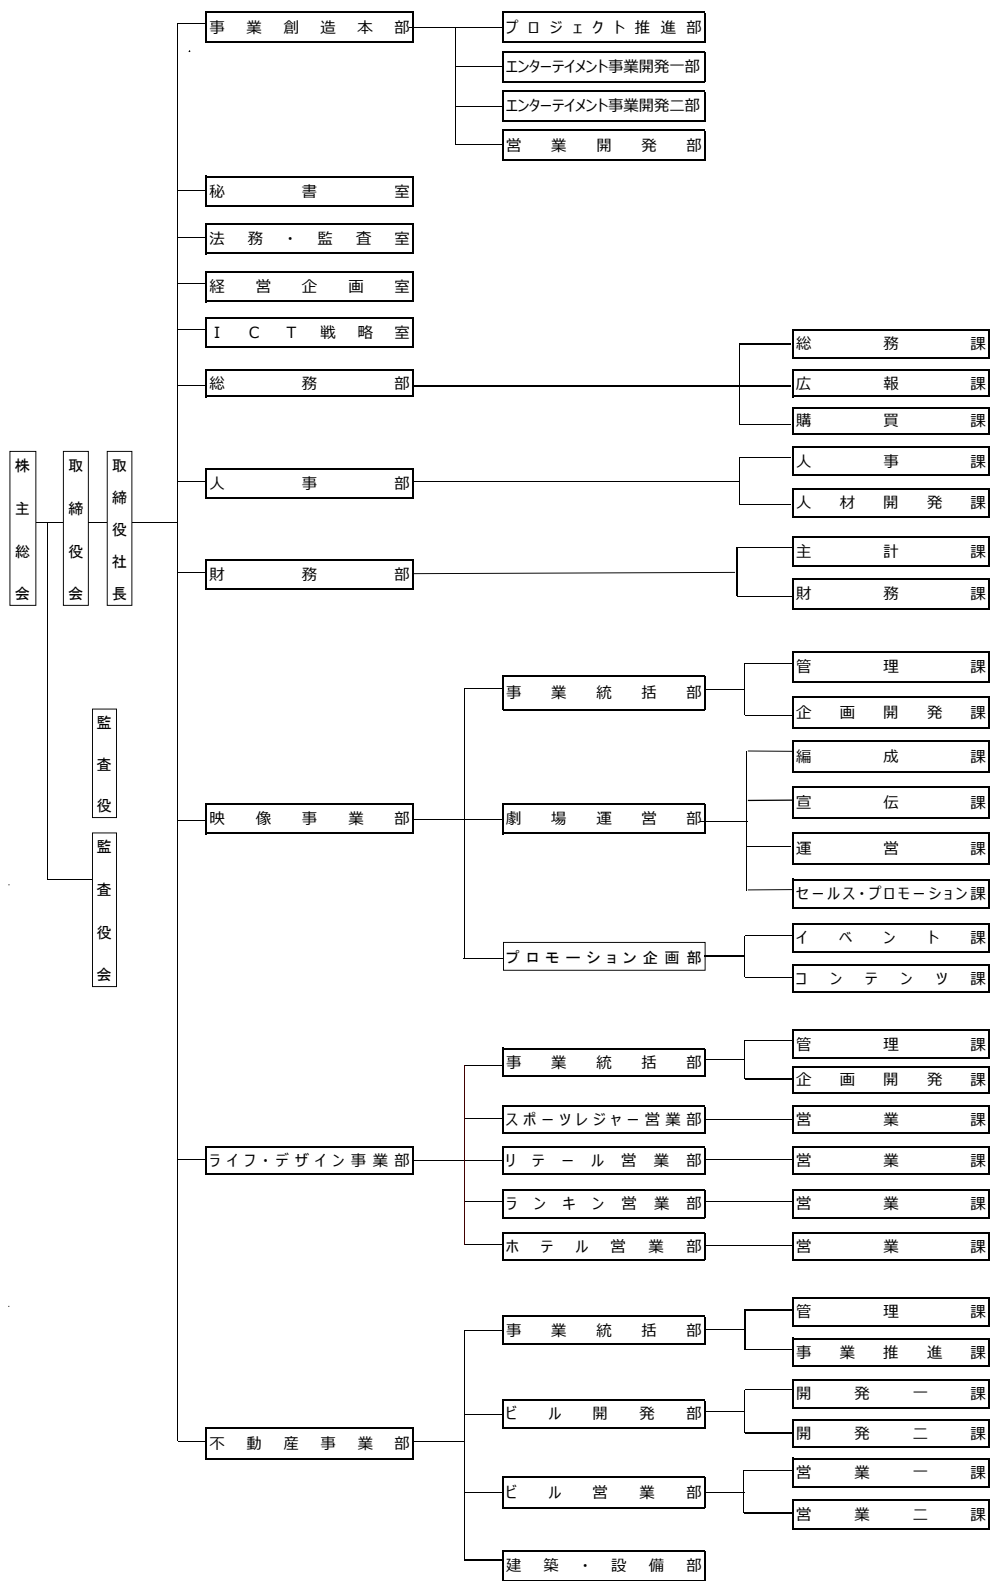 株主総会
取締役会
取締役社長
監査役
監査役会
事業創造本部
プロジェクト推進部
エンターテイメント事業開発一部
エンターテイメント事業開発二部
営業開発部
秘書室
法務・監査室
経営企画室
ICT戦略室
総務部
総務課
広報課
購買課
人事部
人事課
人材開発課
財務部
主計課
財務課
映像事業部
事業統括部
管理課
企画開発課
劇場運営部
編成課
宣伝課
運営課
セールス・プロモーション課
プロモーション企画部
イベント課
コンテンツ課
ライフ・デザイン事業部
事業統括部
管理課
企画開発課
スポーツレジャー営業部
営業課
リテール営業部
営業課
ランキン営業部
営業課
ホテル営業部
営業課
不動産事業部
事業統括部
管理課
事業推進課
ビル開発部
開発一課
開発二課
ビル営業部
営業一課
営業二課
建築・設備部